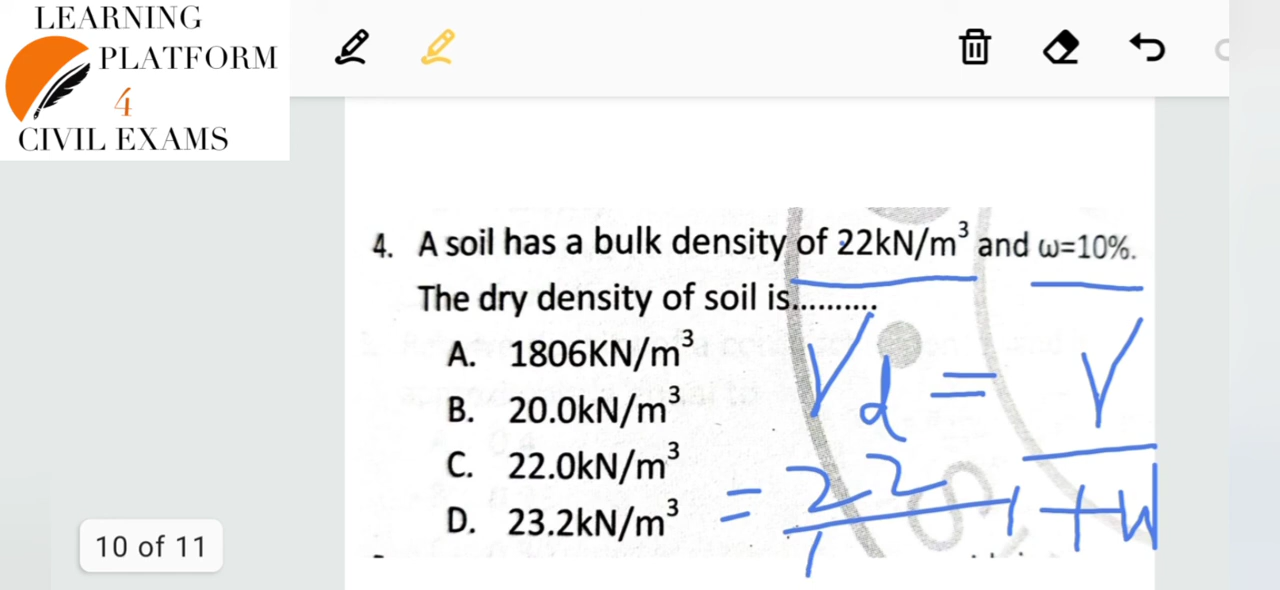 LEARNING
PLATFORM
4
CIVIL EXAMS
4. A soil has a bulk density of 22kN/m³ and ω=10%.
The dry density of soil is..........
A. 1806KN/m³
B. 20.0kN/m³
C. 22.0kN/m³
D. 23.2kN/m³
γd = γ
1+w
= 22
1
10 of 11